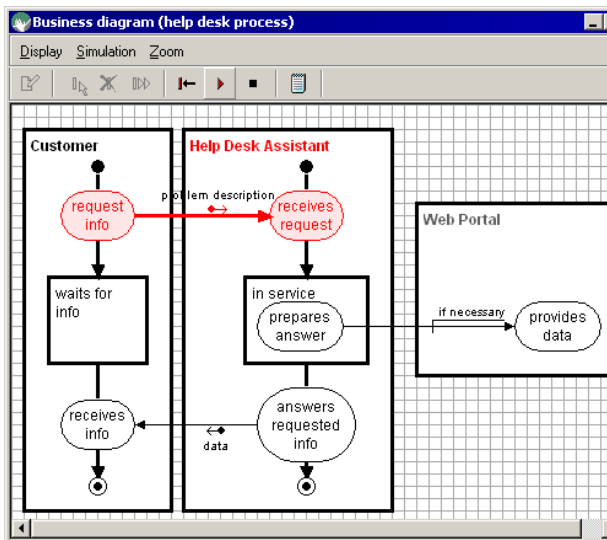 Business diagram (help desk process)
Display Simulation Zoom
Customer
Help Desk Assistant
problem description
request
info
receives
request
Web Portal
waits for
info
in service
prepares
answer
if necessary
provides
data
receives
info
answers
requested
info
data